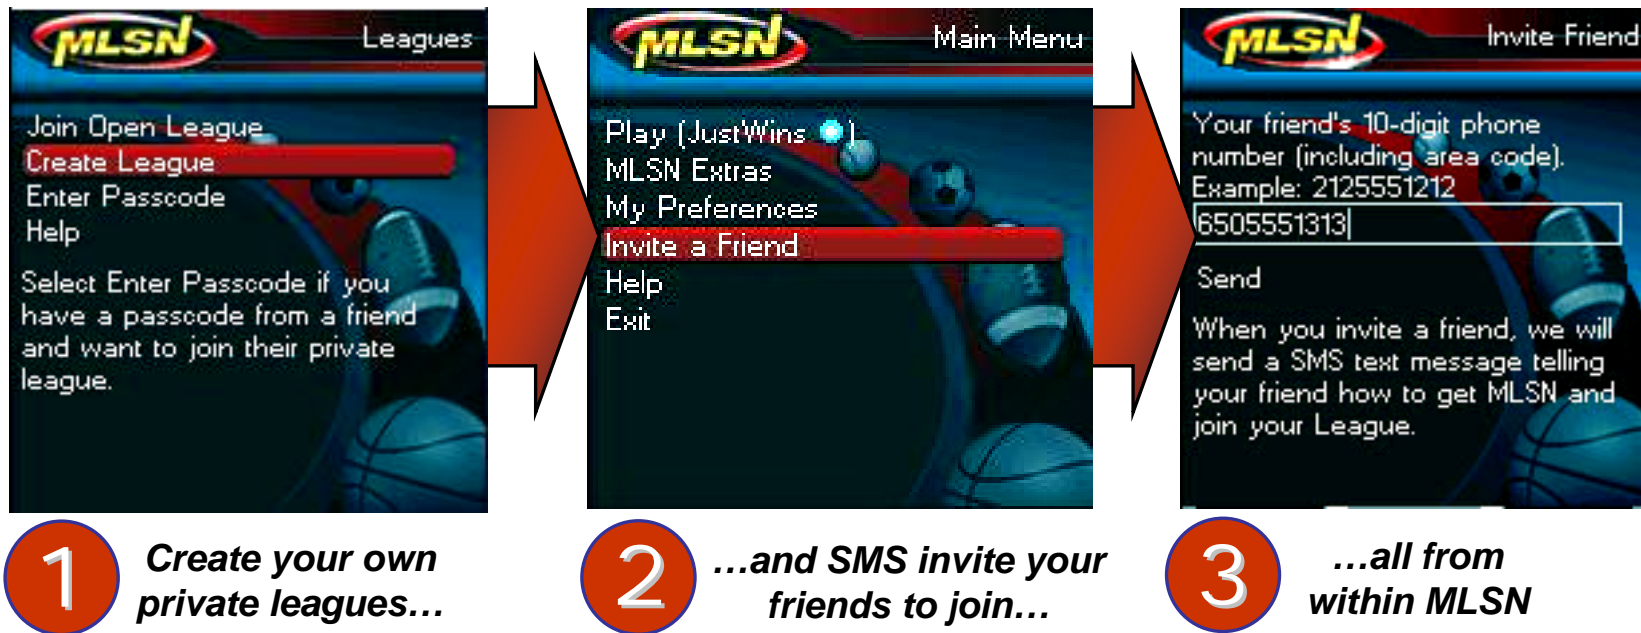 MLSN
Leagues
Join Open League
Create League
Enter Passcode
Help
Select Enter Passcode if you
have a passcode from a friend
and want to join their private
league.
MLSN
Main Menu
Play (JustWins )
MLSN Extras
My Preferences
Invite a Friend
Help
Exit
MLSN
Invite Friend
Your friend's 10-digit phone
number (including area code).
Example: 2125551212
6505551313
Send
When you invite a friend, we will
send a SMS text message telling
your friend how to get MLSN and
join your League.
1
Create your own
private leagues…
2
…and SMS invite your
friends to join…
3
…all from
within MLSN